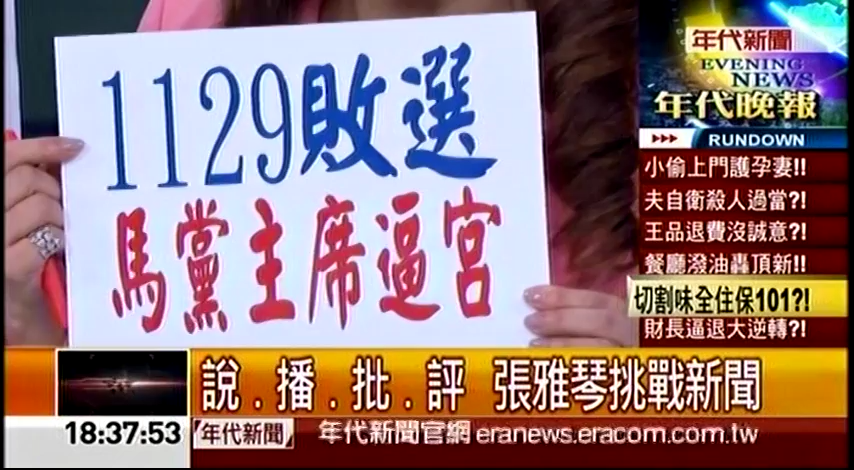 1129敗選
馬黨主席逼宮
年代新聞
EVENING
NEWS
年代晚報
RUNDOWN
小偷上門護孕妻!!
夫自衛殺人過當?!
王品退費沒誠意?!
餐廳潑油轟頂新!!
切割味全住保101?!
財長逼退大逆轉?!
說.播.批.評 張雅琴挑戰新聞
18:37:53
年代新聞
年代新聞官網 eranews.eracom.com.tw